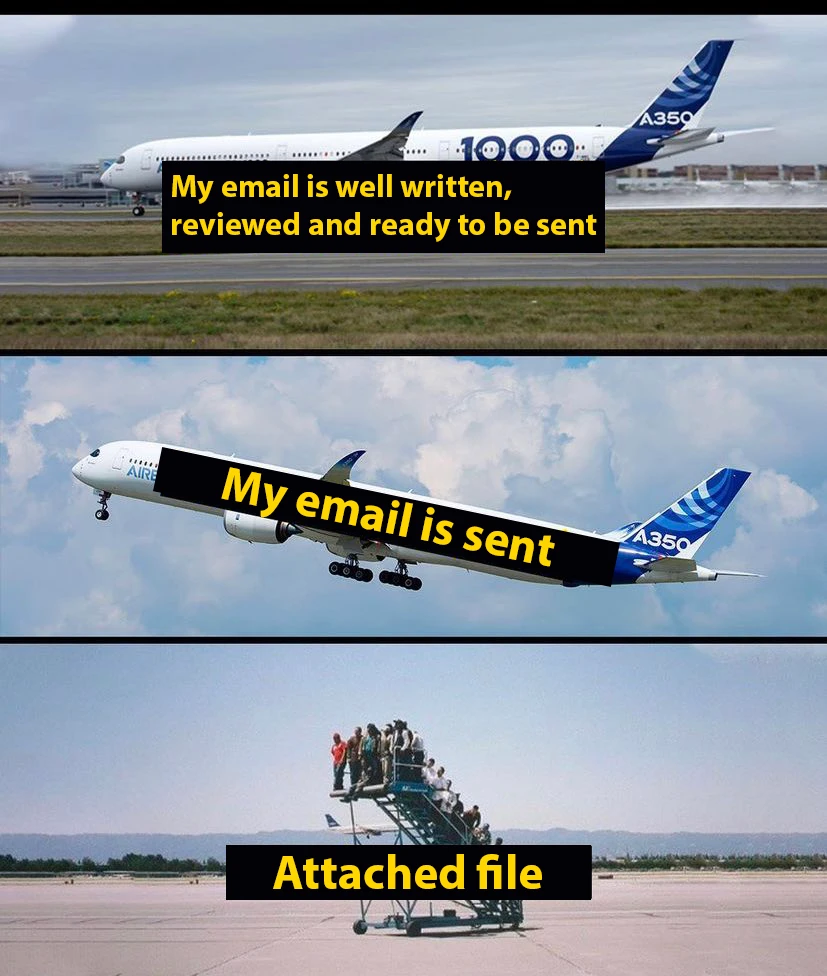 A350
1000
My email is well written,
reviewed and ready to be sent
AIRB
My email is sent
A350
Attached file